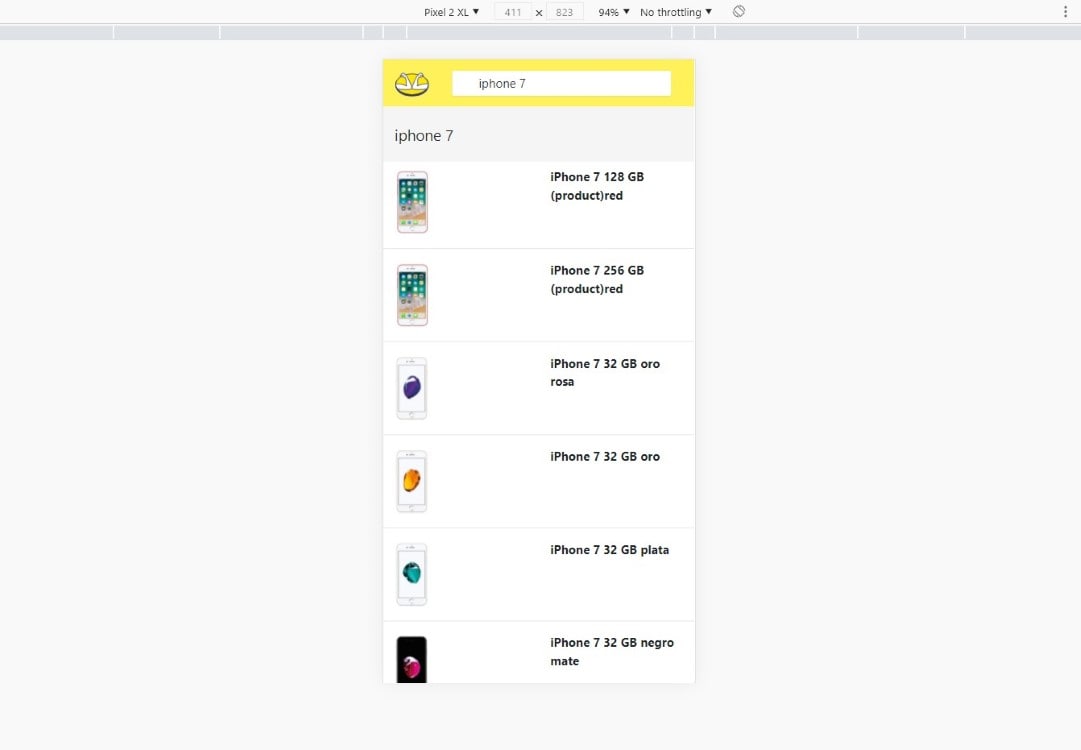 Pixel 2 XL ▼ 411 × 823 94% ▼ No throttling ▼
iphone 7
iphone 7
iPhone 7 128 GB
(product)red
iPhone 7 256 GB
(product)red
iPhone 7 32 GB oro
rosa
iPhone 7 32 GB oro
iPhone 7 32 GB plata
iPhone 7 32 GB negro
mate